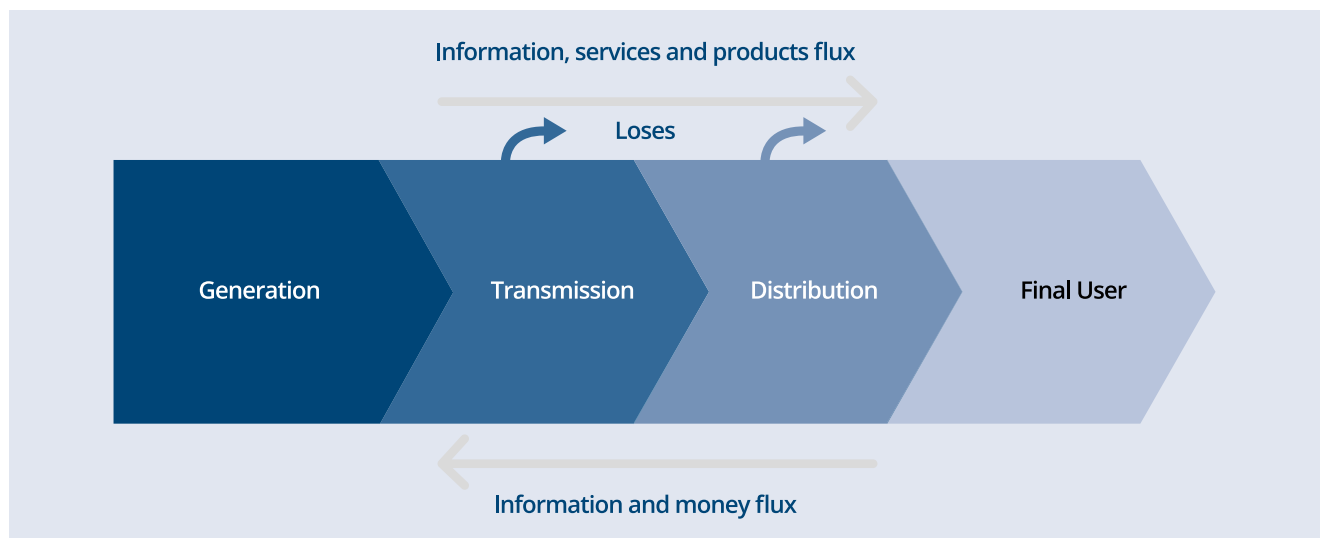 Information, services and products flux
Loses
Generation
Transmission
Distribution
Final User
Information and money flux